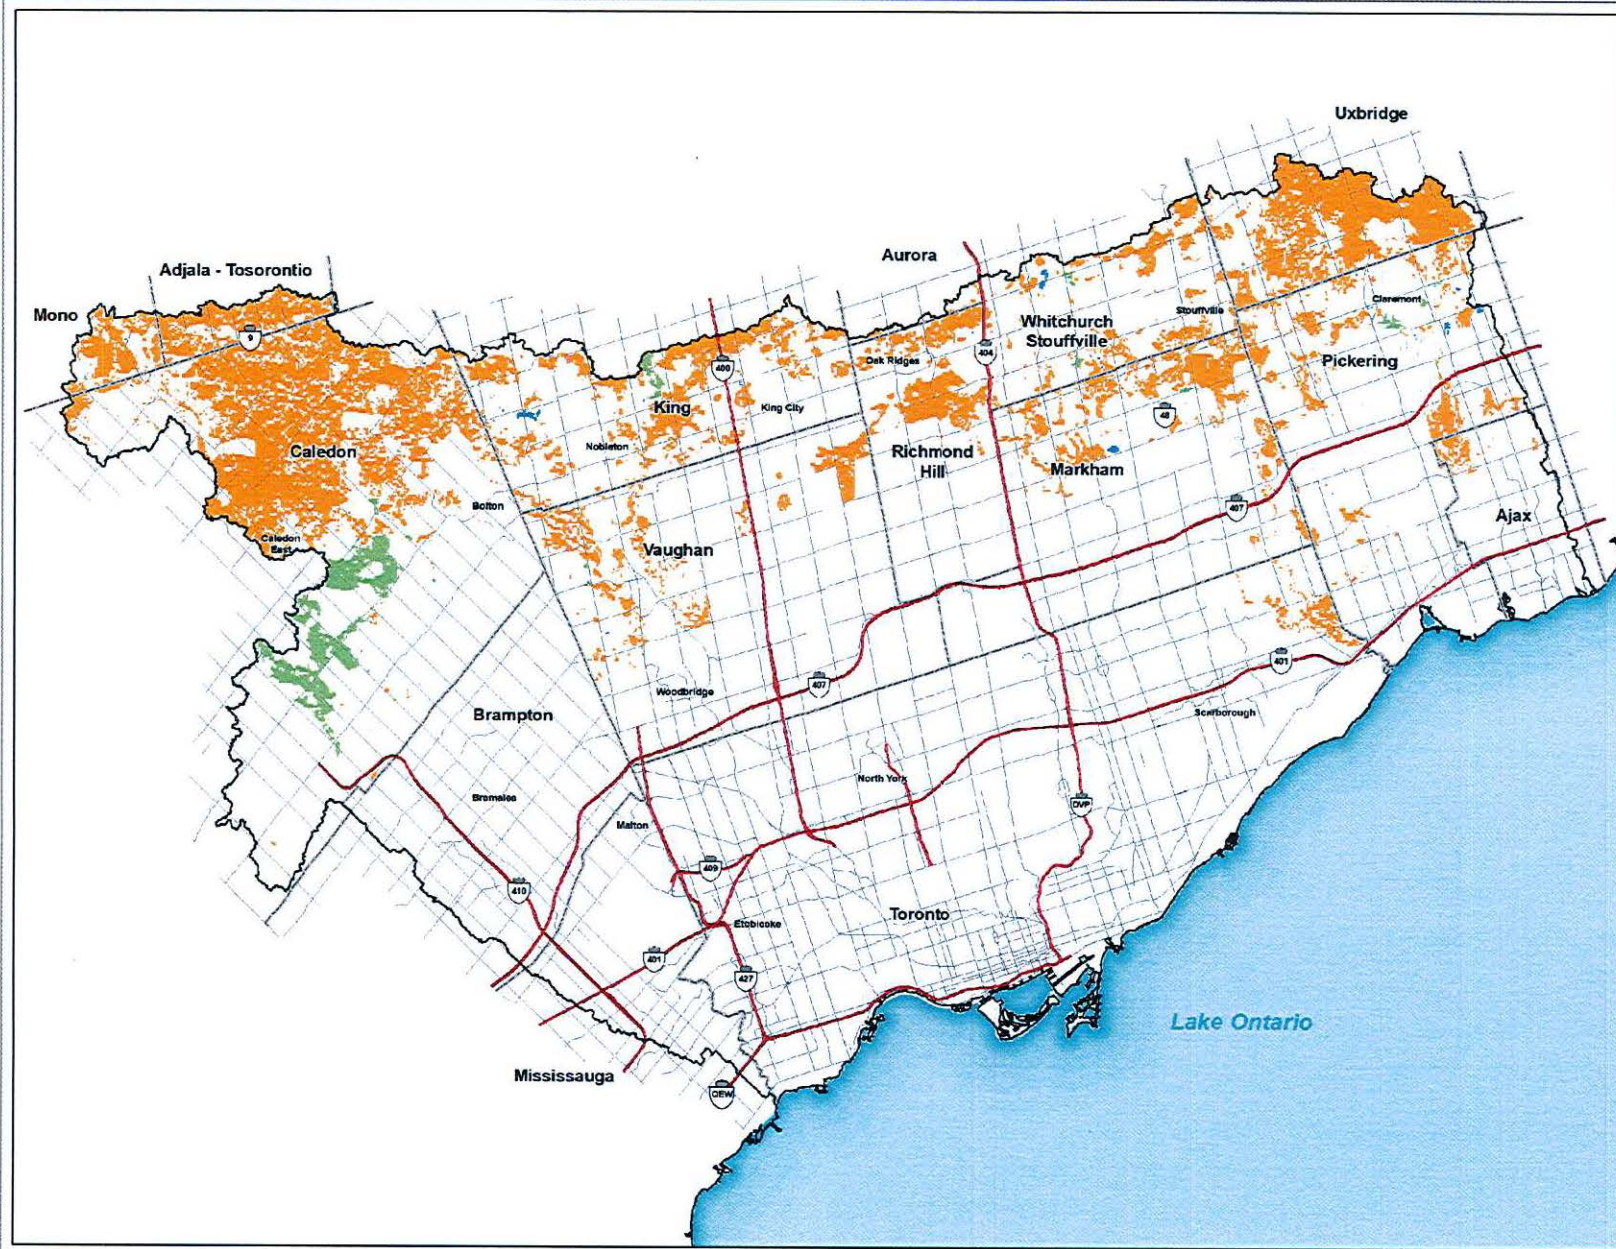 Uxbridge
Aurora
Adjala - Tosorontio
Mono
9
Claremont
Stouffville
Whitchurch
Stouffville
404
Oak Ridges
Pickering
400
King
King City
48
Nobleton
Caledon
Richmond
Hill
Markham
Bolton
407
Ajax
Caledon
East
Vaughan
401
407
Woodbridge
Scarborough
Brampton
North York
Bramalea
DVP
Malton
409
410
Toronto
Etobicoke
401
427
Lake Ontario
Mississauga
QEW